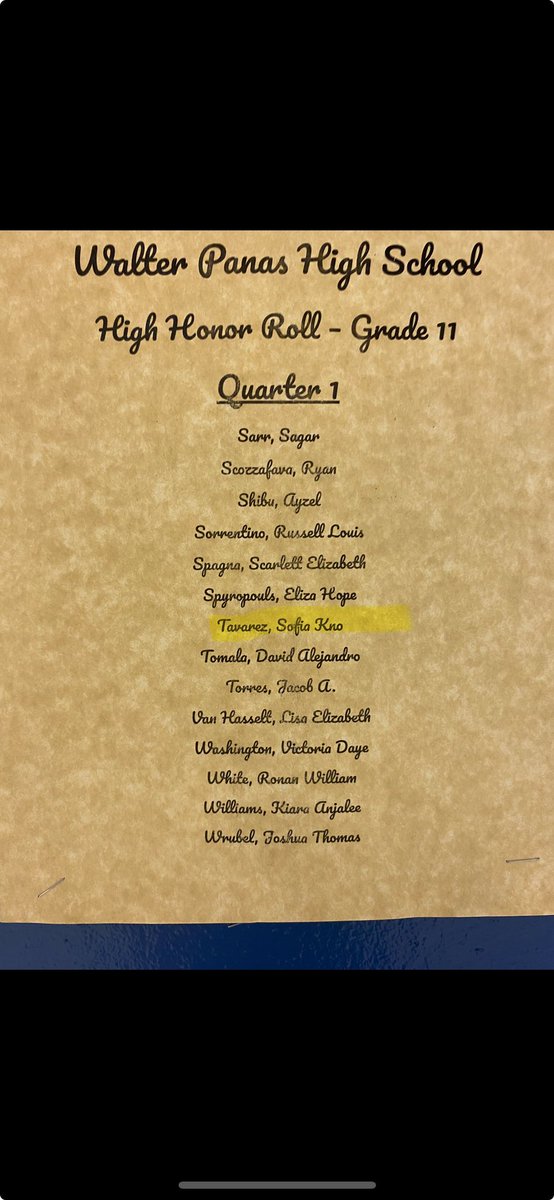 Walter Panas High School
High Honor Roll - Grade 11
Quarter 1
Sarr, Sagar
Scozzafava, Ryan
Shibu, Ayzel
Sorrentino, Russell Louis
Spagna, Scarlett Elizabeth
Spyropouls, Eliza Hope
Tavarez, Sofia Kno
Tomala, David Alejandro
Torres, Jacob A.
Van Hasselt, Lisa Elizabeth
Washington, Victoria Daye
White, Ronan William
Williams, Kiara Anjalee
Wrubel, Joshua Thomas